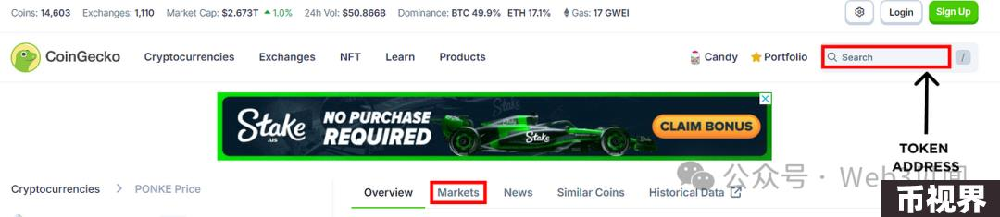 Coins: 14,603 Exchanges: 1,110 Market Cap: $2.673T 1.0% 24h Vol: $50.866B Dominance: BTC 49.9% ETH 17.1% Gas: 17 GWEI Login Sign Up
CoinGecko Cryptocurrencies Exchanges NFT Learn Products Candy Portfolio Search /
Stake
.us
NO PURCHASE
REQUIRED
Stake
CLAIM BONUS
TOKEN
ADDRESS
公众号 · Web3
Cryptocurrencies > PONKE Price
Overview Markets News Similar Coins Historical Data
币视界